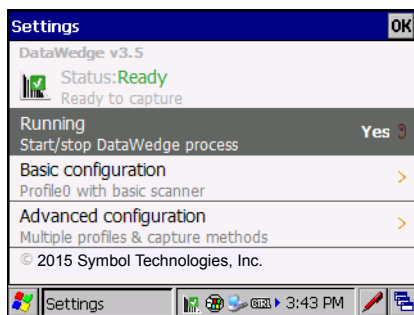 Settings OK
DataWedge v3.5
Status:Ready
Ready to capture
Running
Start/stop DataWedge process
Yes
Basic configuration
Profile0 with basic scanner
Advanced configuration
Multiple profiles & capture methods
© 2015 Symbol Technologies, Inc.
Settings CTRL 3:43 PM